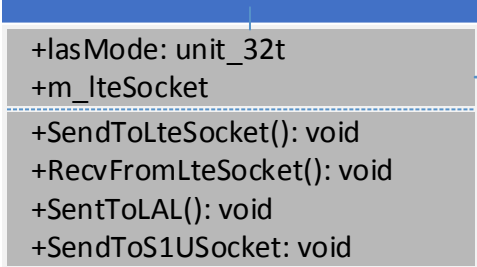 +lasMode: unit_32t
+m_lteSocket
+SendToLteSocket(): void
+RecvFromLteSocket(): void
+SentToLAL(): void
+SendToS1USocket: void